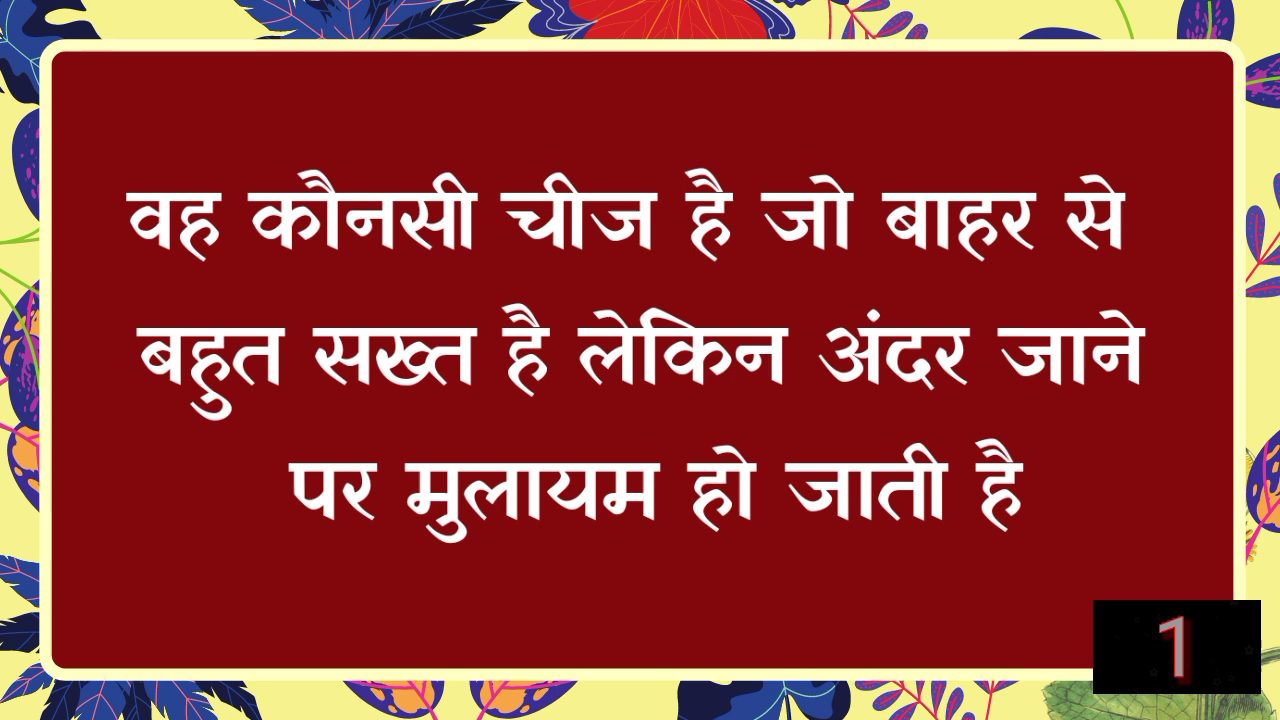 वह कौनसी चीज है जो बाहर से
बहुत सख्त है लेकिन अंदर जाने
पर मुलायम हो जाती है
1